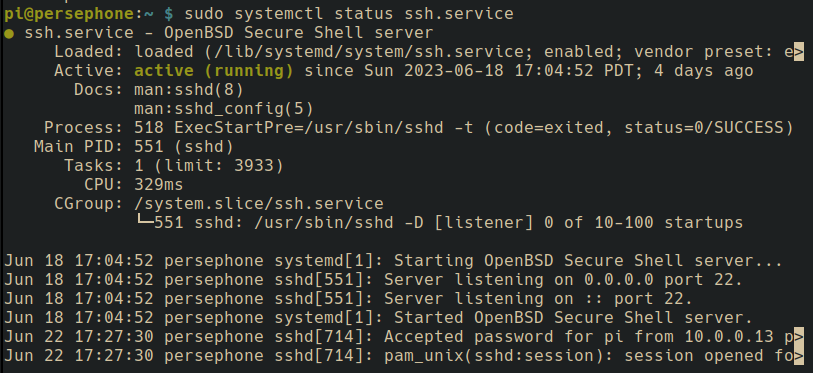 pi@persephone:~ $ sudo systemctl status ssh.service
● ssh.service - OpenBSD Secure Shell server
     Loaded: loaded (/lib/systemd/system/ssh.service; enabled; vendor preset: e>
     Active: active (running) since Sun 2023-06-18 17:04:52 PDT; 4 days ago
       Docs: man:sshd(8)
             man:sshd_config(5)
    Process: 518 ExecStartPre=/usr/sbin/sshd -t (code=exited, status=0/SUCCESS)
   Main PID: 551 (sshd)
      Tasks: 1 (limit: 3933)
        CPU: 329ms
     CGroup: /system.slice/ssh.service
             └─551 sshd: /usr/sbin/sshd -D [listener] 0 of 10-100 startups

Jun 18 17:04:52 persephone systemd[1]: Starting OpenBSD Secure Shell server...
Jun 18 17:04:52 persephone sshd[551]: Server listening on 0.0.0.0 port 22.
Jun 18 17:04:52 persephone sshd[551]: Server listening on :: port 22.
Jun 18 17:04:52 persephone systemd[1]: Started OpenBSD Secure Shell server.
Jun 22 17:27:30 persephone sshd[714]: Accepted password for pi from 10.0.0.13 p>
Jun 22 17:27:30 persephone sshd[714]: pam_unix(sshd:session): session opened fo>